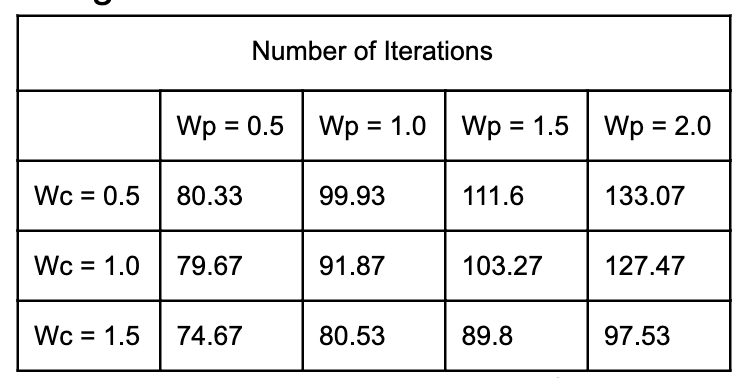 Number of Iterations
Wp = 0.5 Wp = 1.0 Wp = 1.5 Wp = 2.0
Wc = 0.5 80.33 99.93 111.6 133.07
Wc = 1.0 79.67 91.87 103.27 127.47
Wc = 1.5 74.67 80.53 89.8 97.53